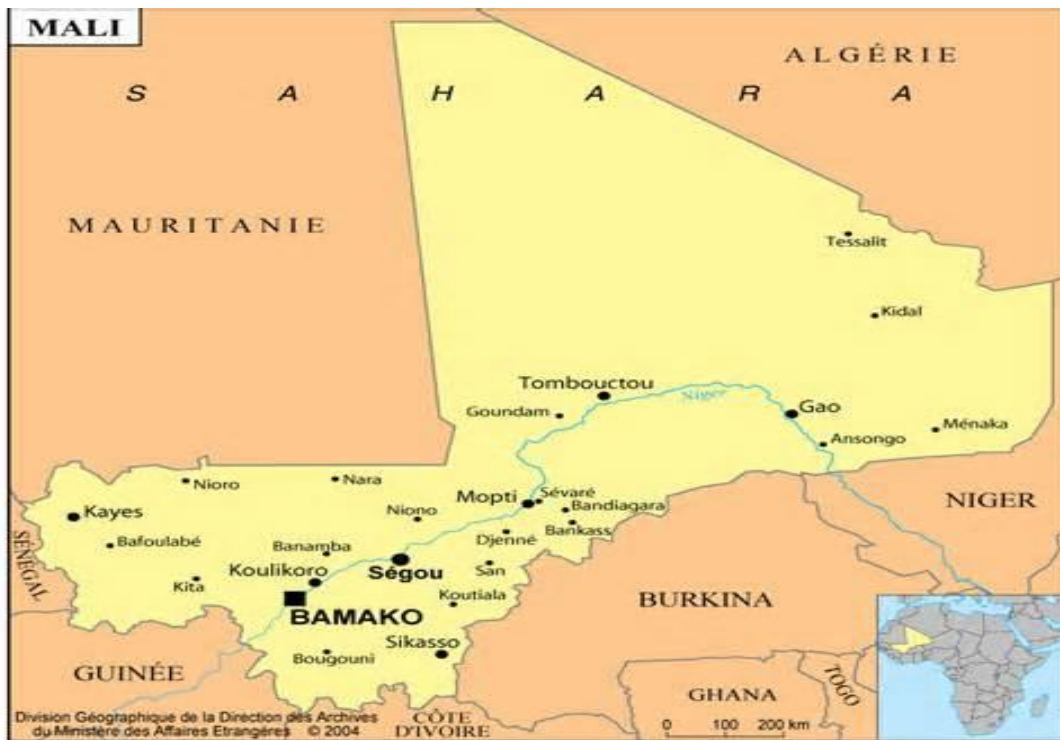 MALI
ALGÉRIE
S A H A R A
MAURITANIE
Tessalit
Kidal
Tombouctou
Niger
Goundam
Gao
Ménaka
Ansongo
Nioro
Nara
Mopti
Sévaré
NIGER
Kayes
Niono
Bandiagara
Bankass
Djenné
Bafoulabé
Banamba
SÉNÉGAL
Koulikoro
Ségou
San
Kita
Koutiala
BURKINA
BAMAKO
Sikasso
Bougouni
GUINÉE
TOGO
GHANA
Division Géographique de la Direction des Archives
du Ministère des Affaires Etrangères © 2004
CÔTE
D'IVOIRE
0 100 200 km